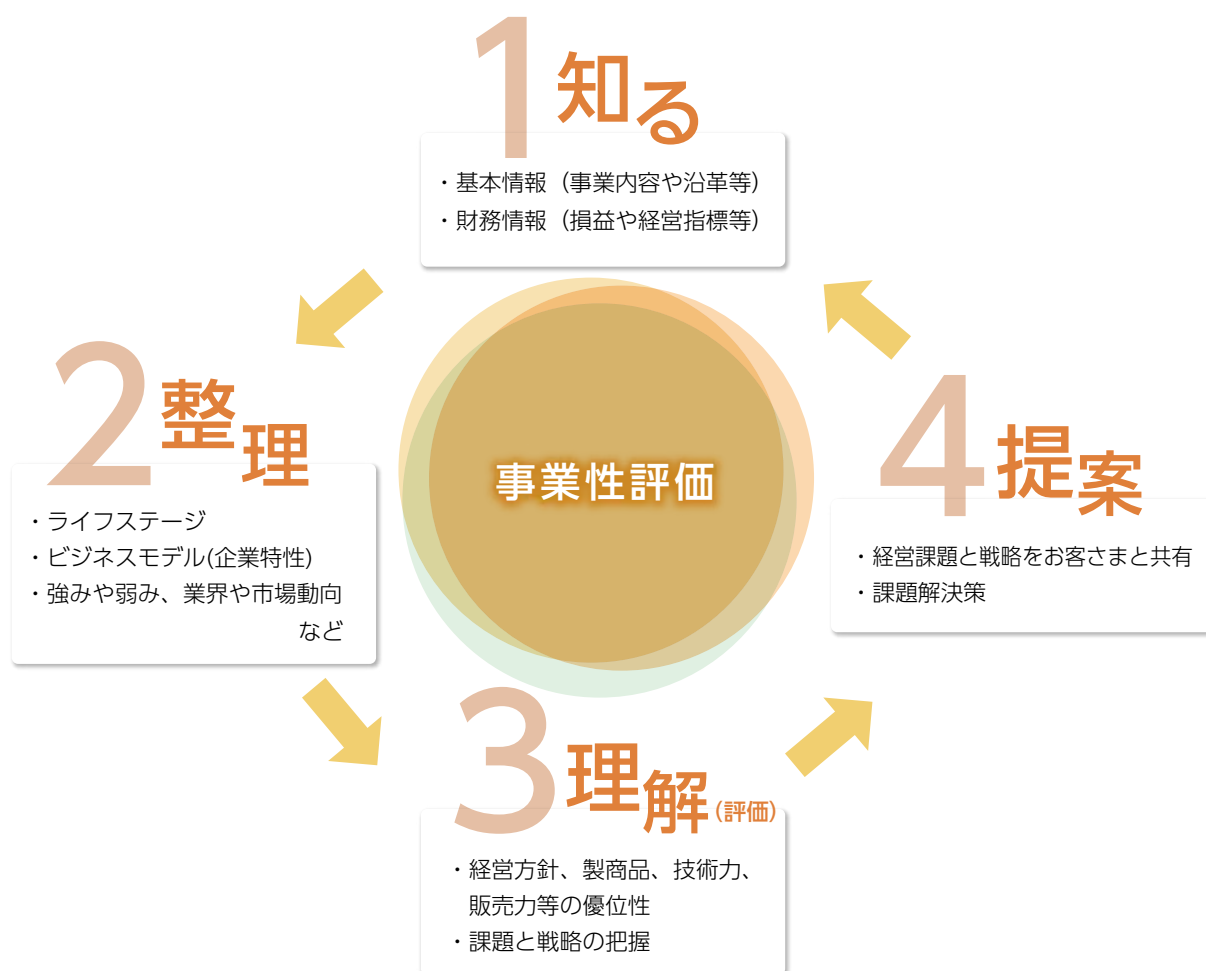 1 知る
・基本情報（事業内容や沿革等）
・財務情報（損益や経営指標等）
2 整理
・ライフステージ
・ビジネスモデル(企業特性)
・強みや弱み、業界や市場動向
など
事業性評価
3 理解（評価）
・経営方針、製商品、技術力、
販売力等の優位性
・課題と戦略の把握
4 提案
・経営課題と戦略をお客さまと共有
・課題解決策